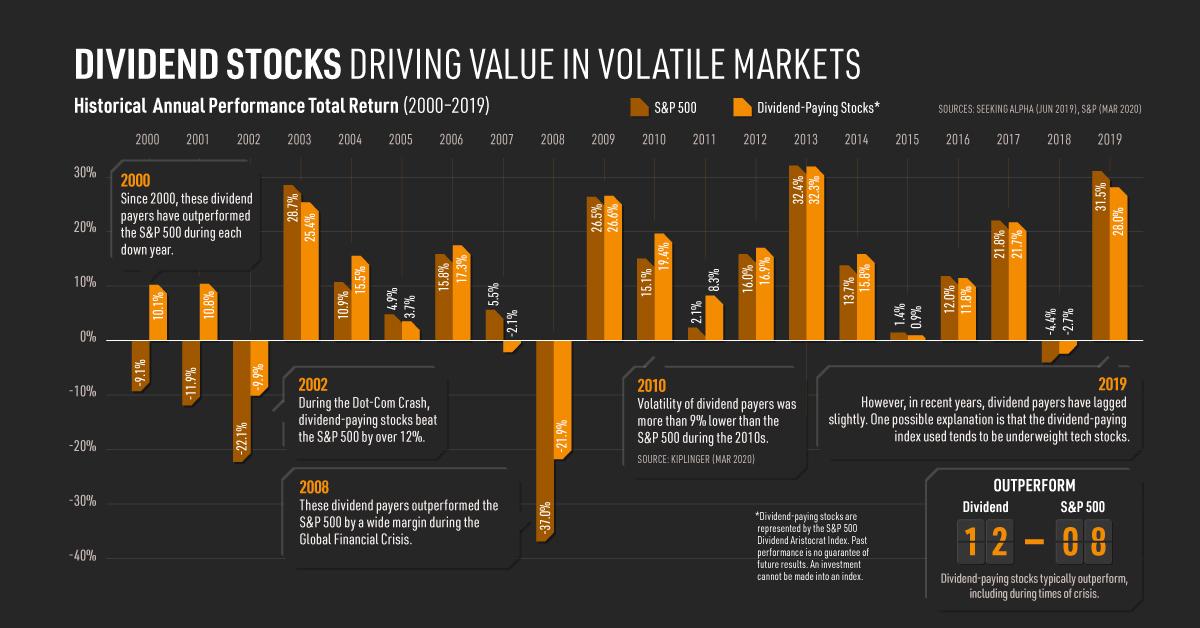 DIVIDEND STOCKS DRIVING VALUE IN VOLATILE MARKETS
Historical Annual Performance Total Return (2000–2019)
S&P 500
Dividend-Paying Stocks*
SOURCES: SEEKING ALPHA (JUN 2019), S&P (MAR 2020)
2000 2001 2002 2003 2004 2005 2006 2007 2008 2009 2010 2011 2012 2013 2014 2015 2016 2017 2018 2019
30%
20%
10%
0%
-10%
-20%
-30%
-40%
2000
Since 2000, these dividend
payers have outperformed
the S&P 500 during each
down year.
-9.1% 10.1%
-11.9% 10.8%
-22.1% -9.9%
28.7% 25.4%
10.9% 15.5%
4.9% 3.7%
15.8% 17.3%
5.5% -2.1%
-37.0% -21.9%
26.5% 26.6%
15.1% 19.4%
2.1% 8.3%
16.0% 16.9%
32.4% 32.3%
13.7% 15.8%
1.4% 0.9%
12.0% 11.8%
21.8% 21.7%
-4.4% -2.7%
31.5% 28.0%
2002
During the Dot-Com Crash,
dividend-paying stocks beat
the S&P 500 by over 12%.
2008
These dividend payers outperformed the
S&P 500 by a wide margin during the
Global Financial Crisis.
2010
Volatility of dividend payers was
more than 9% lower than the
S&P 500 during the 2010s.
SOURCE: KIPLINGER (MAR 2020)
2019
However, in recent years, dividend payers have lagged
slightly. One possible explanation is that the dividend-paying
index used tends to be underweight tech stocks.
*Dividend-paying stocks are
represented by the S&P 500
Dividend Aristocrat Index. Past
performance is no guarantee of
future results. An investment
cannot be made into an index.
OUTPERFORM
Dividend S&P 500
12 – 08
Dividend-paying stocks typically outperform,
including during times of crisis.